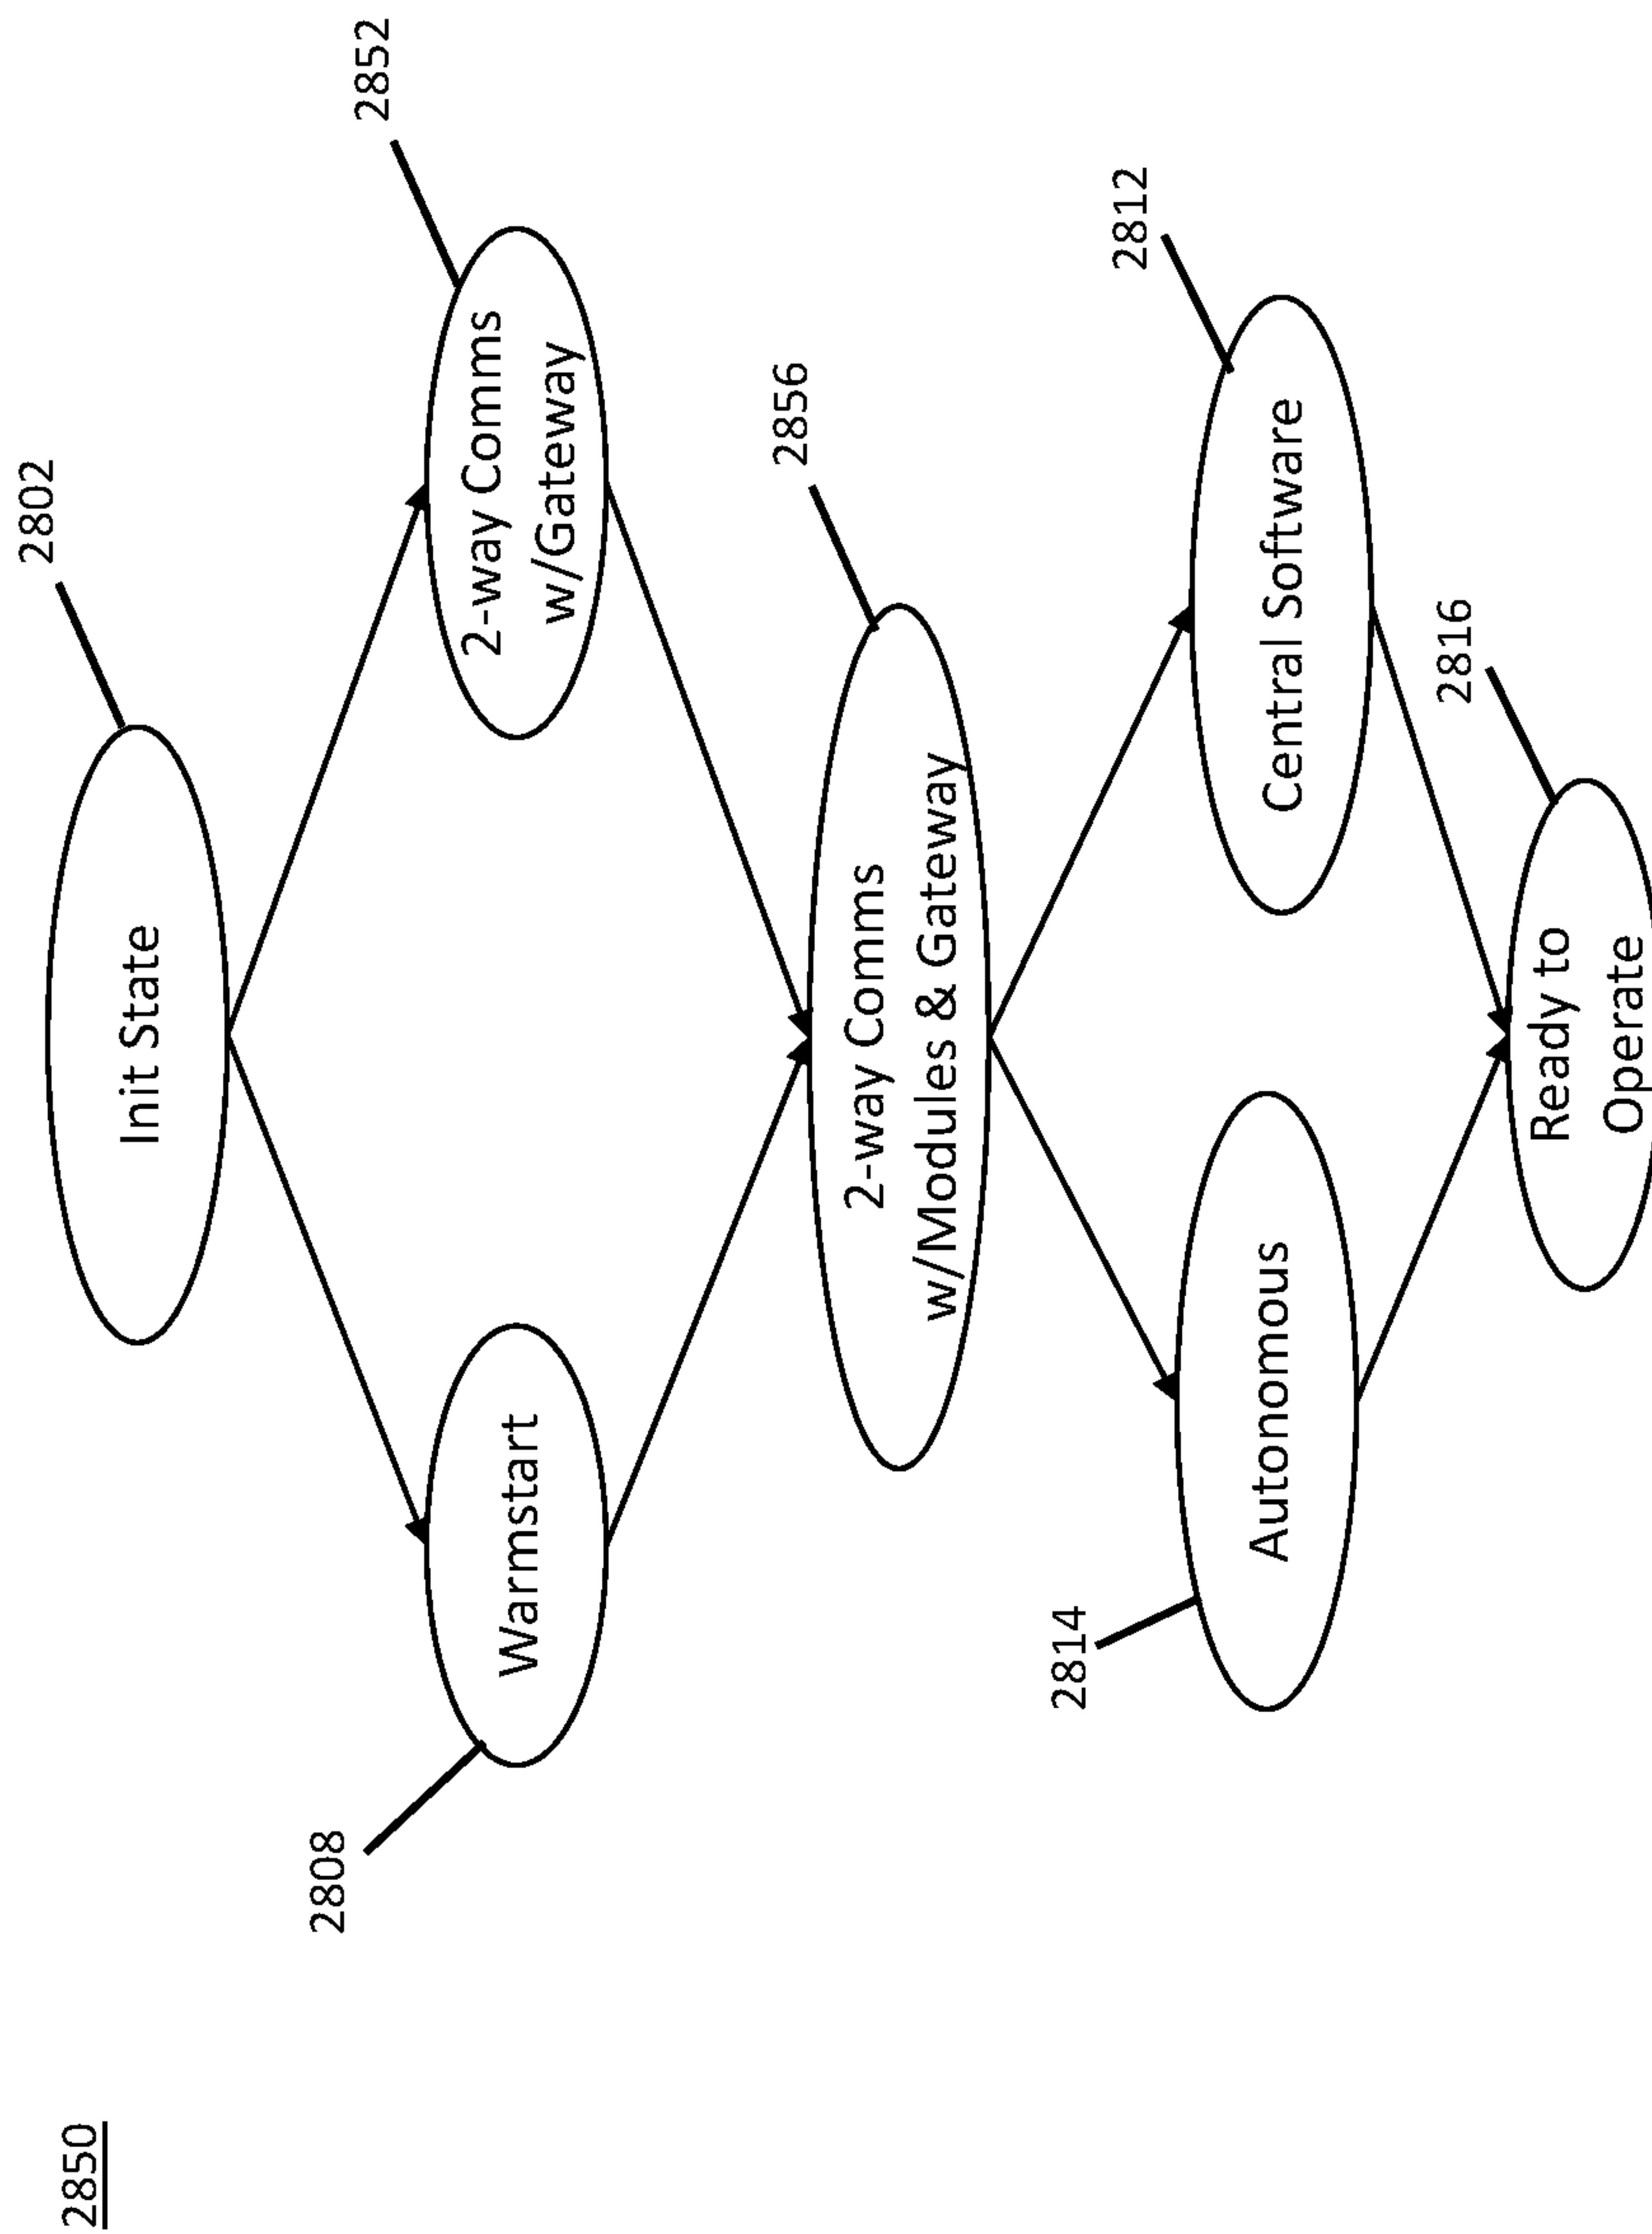 2850
2802
Init State
2808
Warmstart
2852
2-way Comms
w/Gateway
2856
2-way Comms
w/Modules & Gateway
2814
Autonomous
2812
Central Software
2816
Ready to
Operate